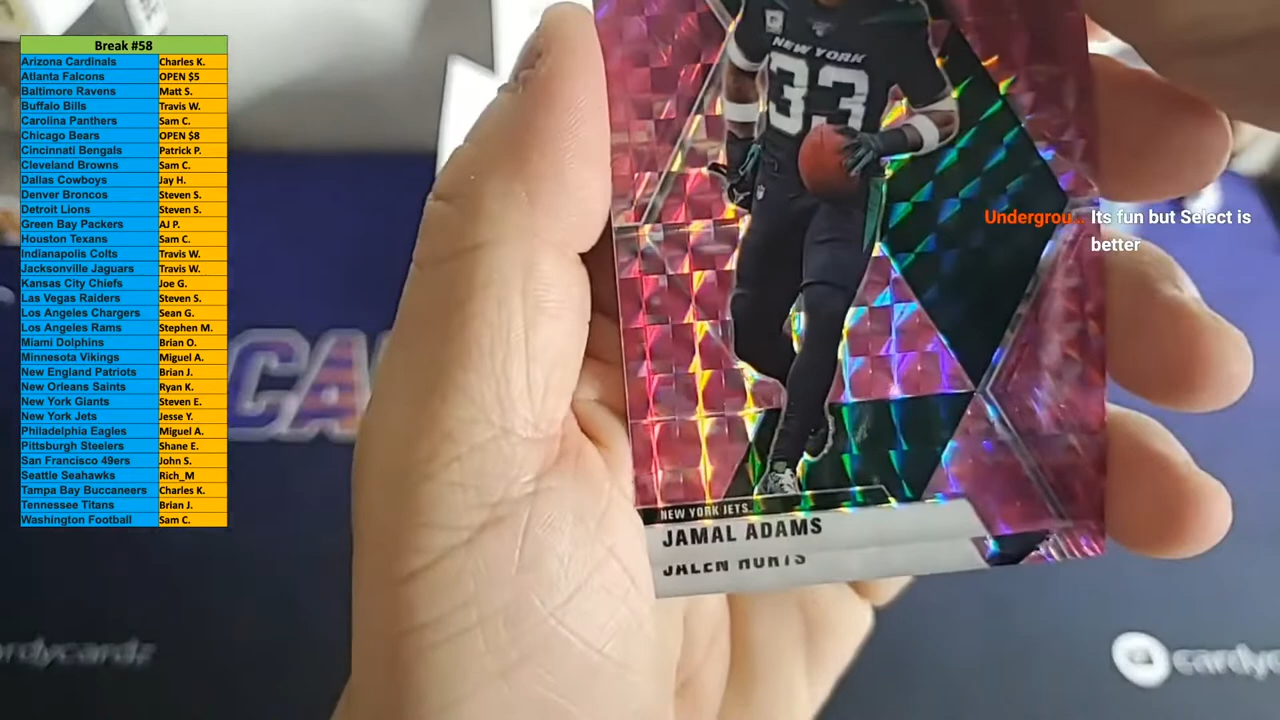 Break #58
Arizona Cardinals Charles K.
Atlanta Falcons OPEN $5
Baltimore Ravens Matt S.
Buffalo Bills Travis W.
Carolina Panthers Sam C.
Chicago Bears OPEN $8
Cincinnati Bengals Patrick P.
Cleveland Browns Sam C.
Dallas Cowboys Jay H.
Denver Broncos Steven S.
Detroit Lions Steven S.
Green Bay Packers AJ P.
Houston Texans Sam C.
Indianapolis Colts Travis W.
Jacksonville Jaguars Travis W.
Kansas City Chiefs Joe G.
Las Vegas Raiders Steven S.
Los Angeles Chargers Sean G.
Los Angeles Rams Stephen M.
Miami Dolphins Brian O.
Minnesota Vikings Miguel A.
New England Patriots Brian J.
New Orleans Saints Ryan K.
New York Giants Steven E.
New York Jets Jesse Y.
Philadelphia Eagles Miguel A.
Pittsburgh Steelers Shane E.
San Francisco 49ers John S.
Seattle Seahawks Rich_M
Tampa Bay Buccaneers Charles K.
Tennessee Titans Brian J.
Washington Football Sam C.
NEW YORK
33
Undergrou... Its fun but Select is
better
NEW YORK JETS
JAMAL ADAMS
JALEN HURTS
CA
rdycardz
cardyc